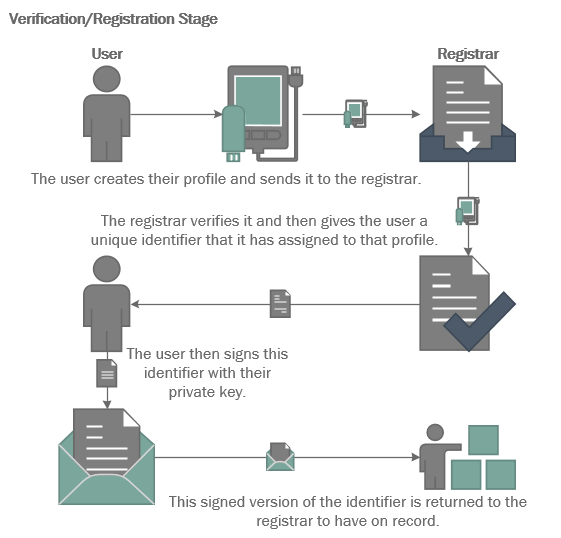 Verification/Registration Stage
User
Registrar
The user creates their profile and sends it to the registrar.
The registrar verifies it and then gives the user a
unique identifier that it has assigned to that profile.
The user then signs this
identifier with their
private key.
This signed version of the identifier is returned to the
registrar to have on record.